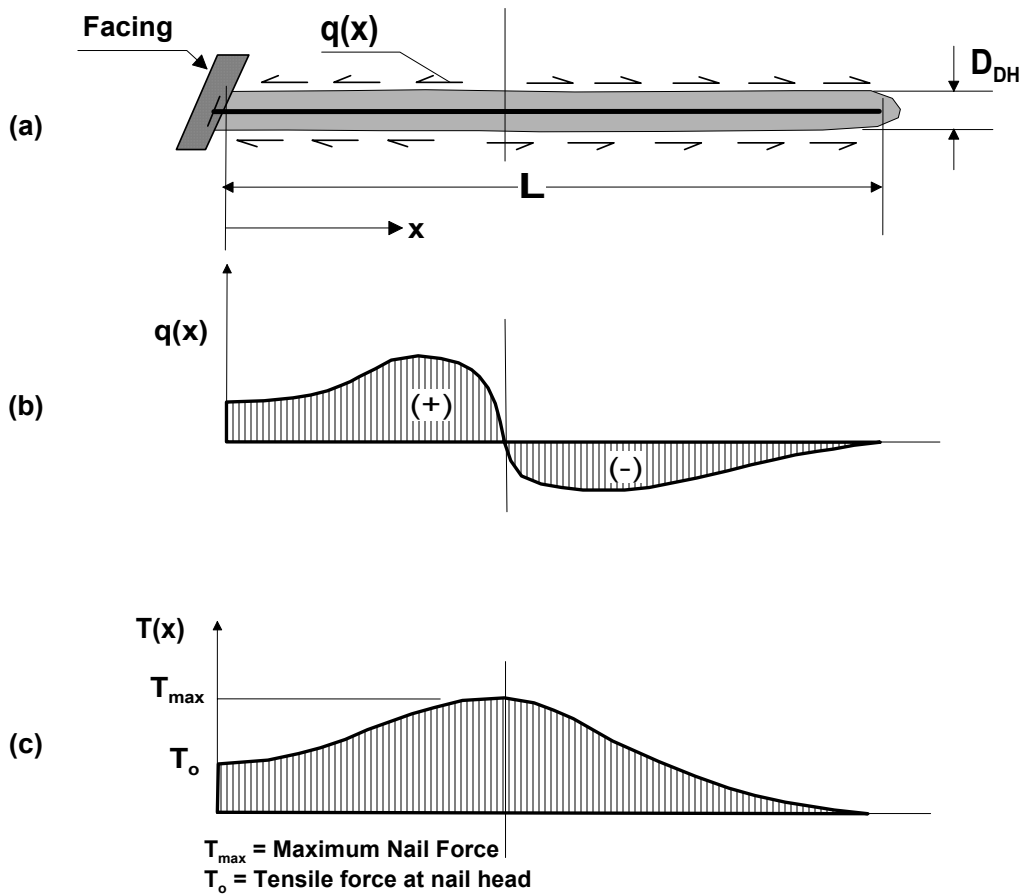 Facing
q(x)
D_DH
(a)
L
x
q(x)
(b)
(+)
(-)
T(x)
T_max
(c)
T_o
T_max = Maximum Nail Force
T_o = Tensile force at nail head